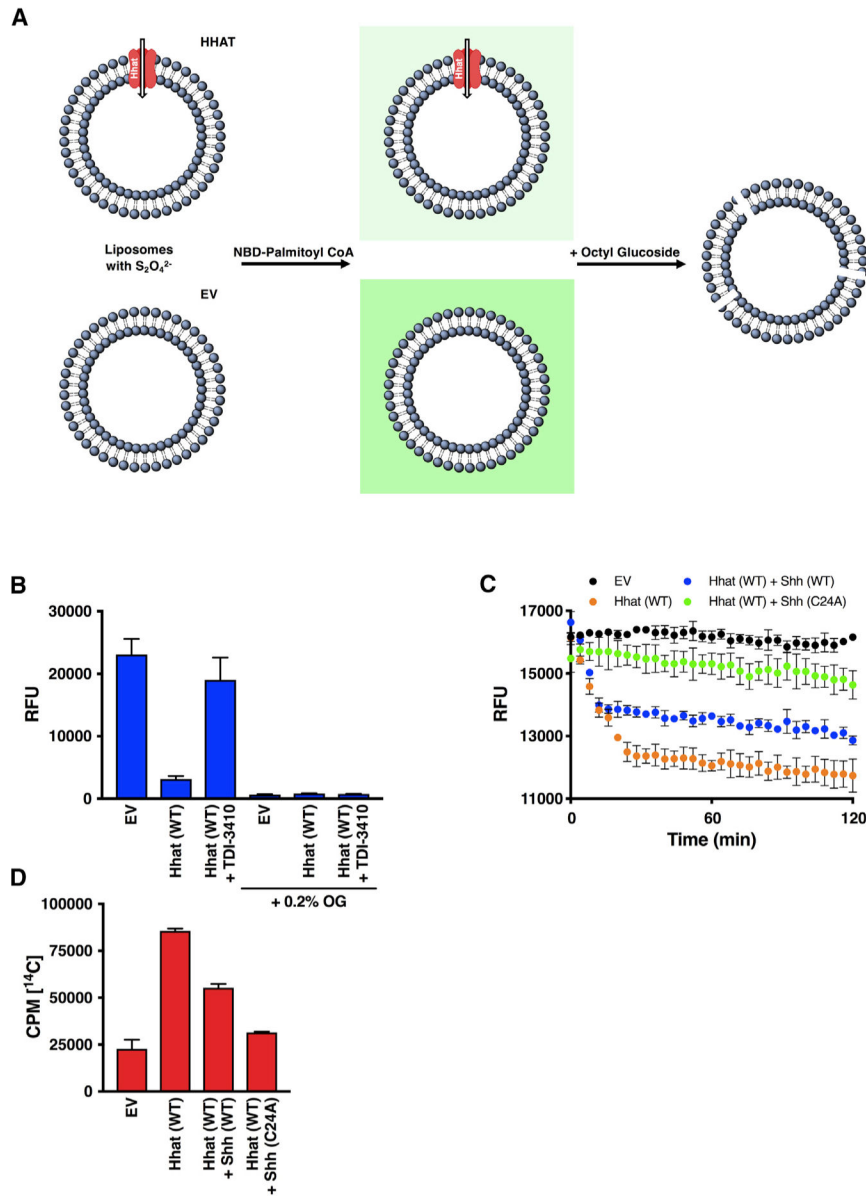 A
HHAT
Hhat
Hhat
Liposomes
with S₂O₄²⁻
NBD-Palmitoyl CoA
+ Octyl Glucoside
EV
B
30000
20000
10000
0
RFU
EV
Hhat (WT)
Hhat (WT)
+ TDI-3410
EV
Hhat (WT)
Hhat (WT)
+ TDI-3410
+ 0.2% OG
C
EV
Hhat (WT)
Hhat (WT) + Shh (WT)
Hhat (WT) + Shh (C24A)
17000
15000
13000
11000
RFU
0
60
120
Time (min)
D
100000
75000
50000
25000
0
CPM [¹⁴C]
EV
Hhat (WT)
Hhat (WT)
+ Shh (WT)
Hhat (WT)
+ Shh (C24A)